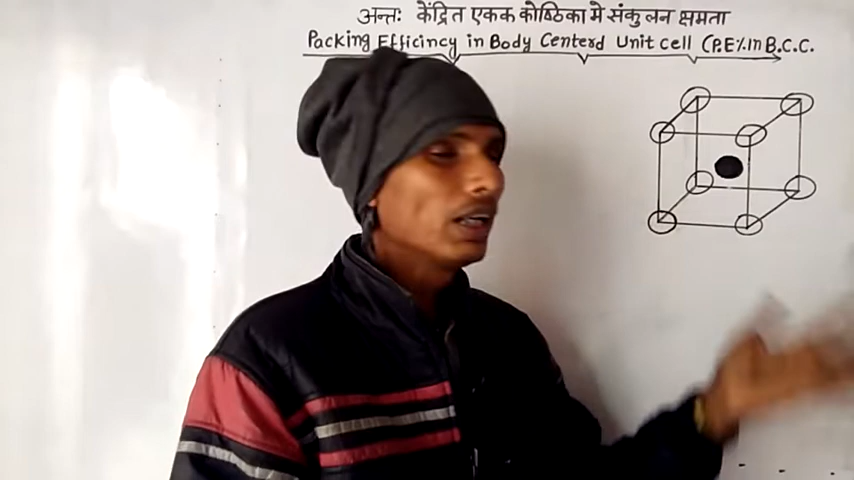 अन्तः केंद्रित एकक कोष्ठिका मे संकुलन क्षमता
Packing Efficincy in Body Centerd Unit cell (P.E%.In B.C.C.